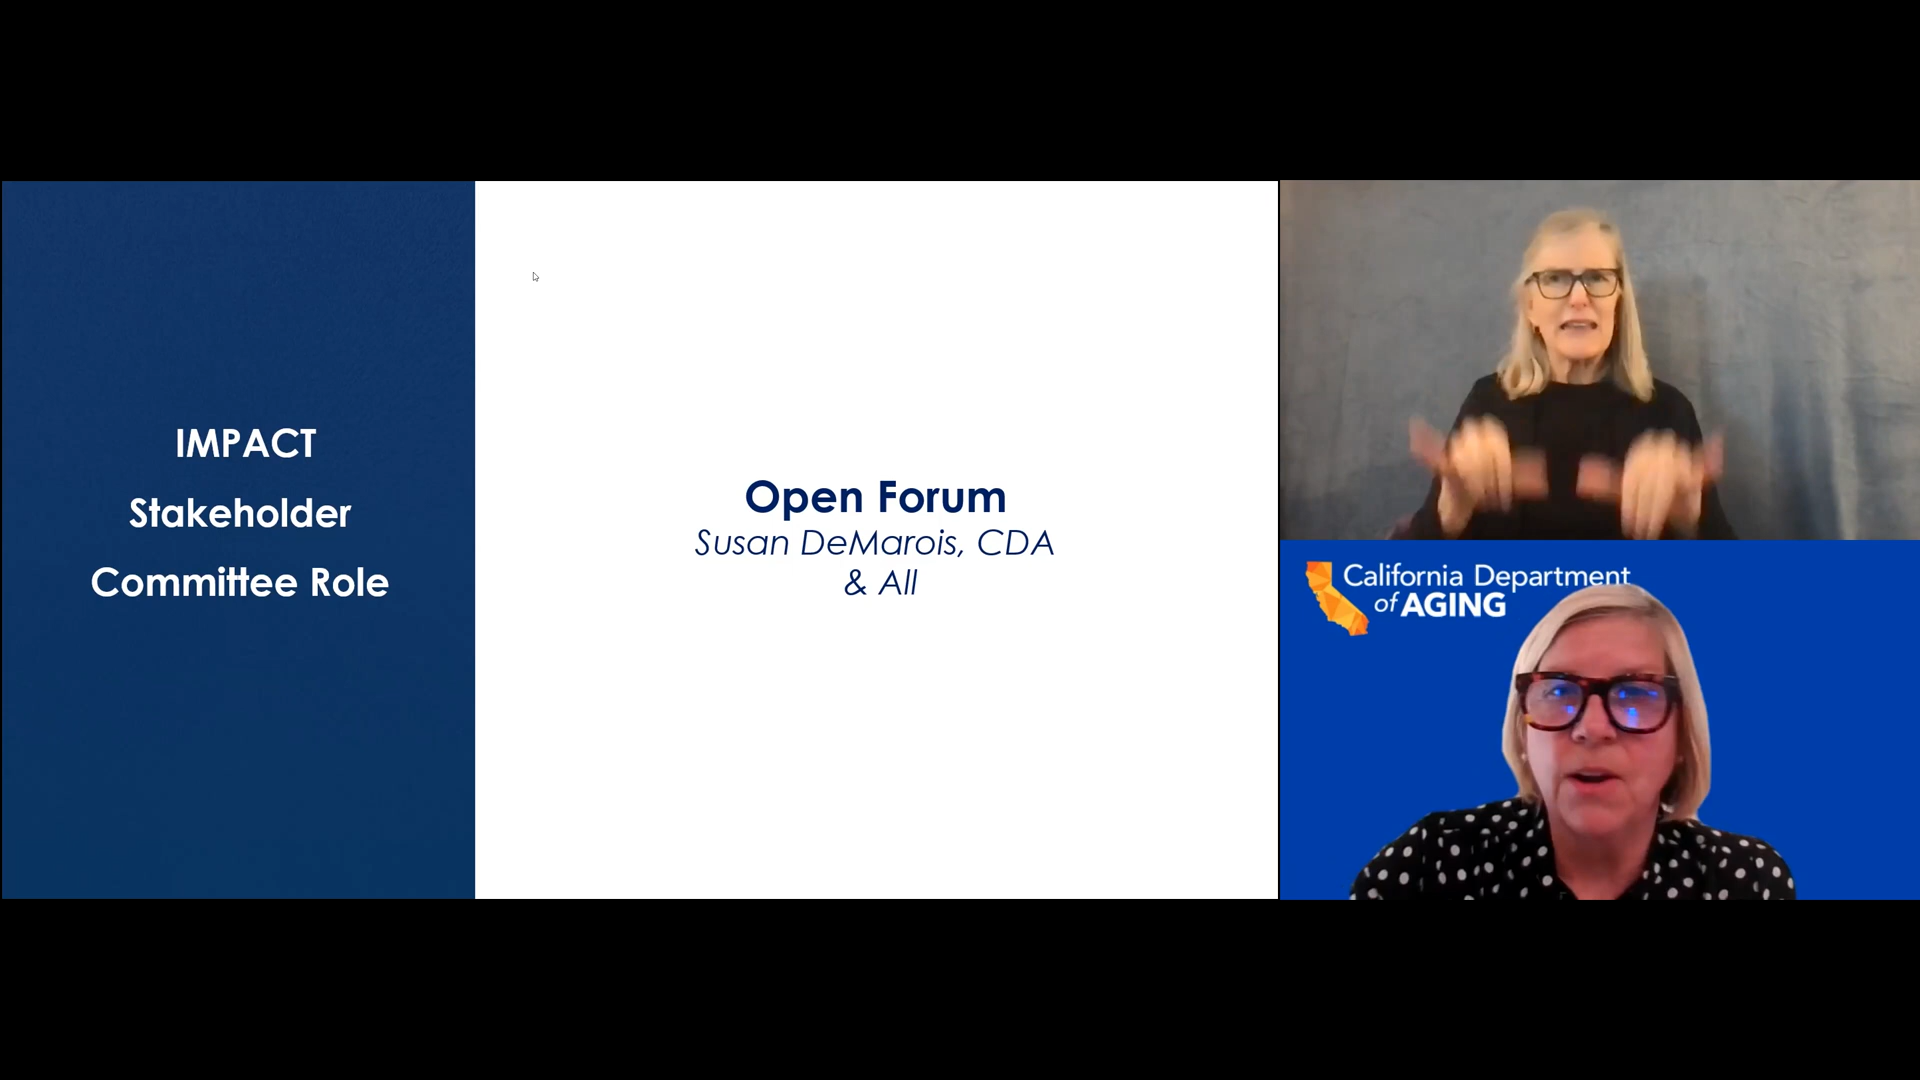 IMPACT
Stakeholder
Committee Role
Open Forum
Susan DeMarois, CDA
& All
California Department
of AGING